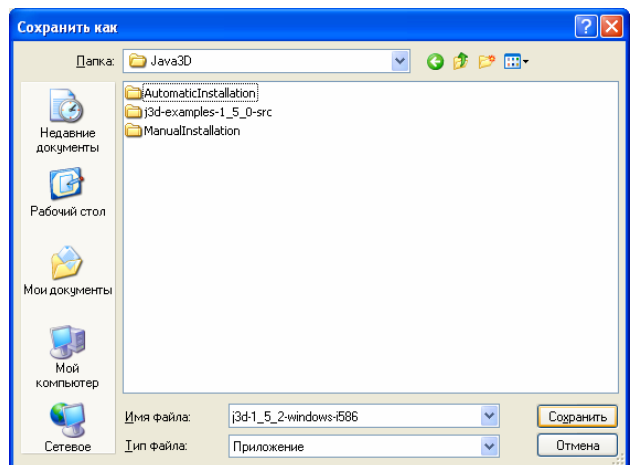 Сохранить как
Папка: Java3D
AutomaticInstallation
j3d-examples-1_5_0-src
ManualInstallation
Недавние
документы
Рабочий стол
Мои документы
Мой
компьютер
Сетевое
Имя файла: j3d-1_5_2-windows-i586 Сохранить
Тип файла: Приложение Отмена